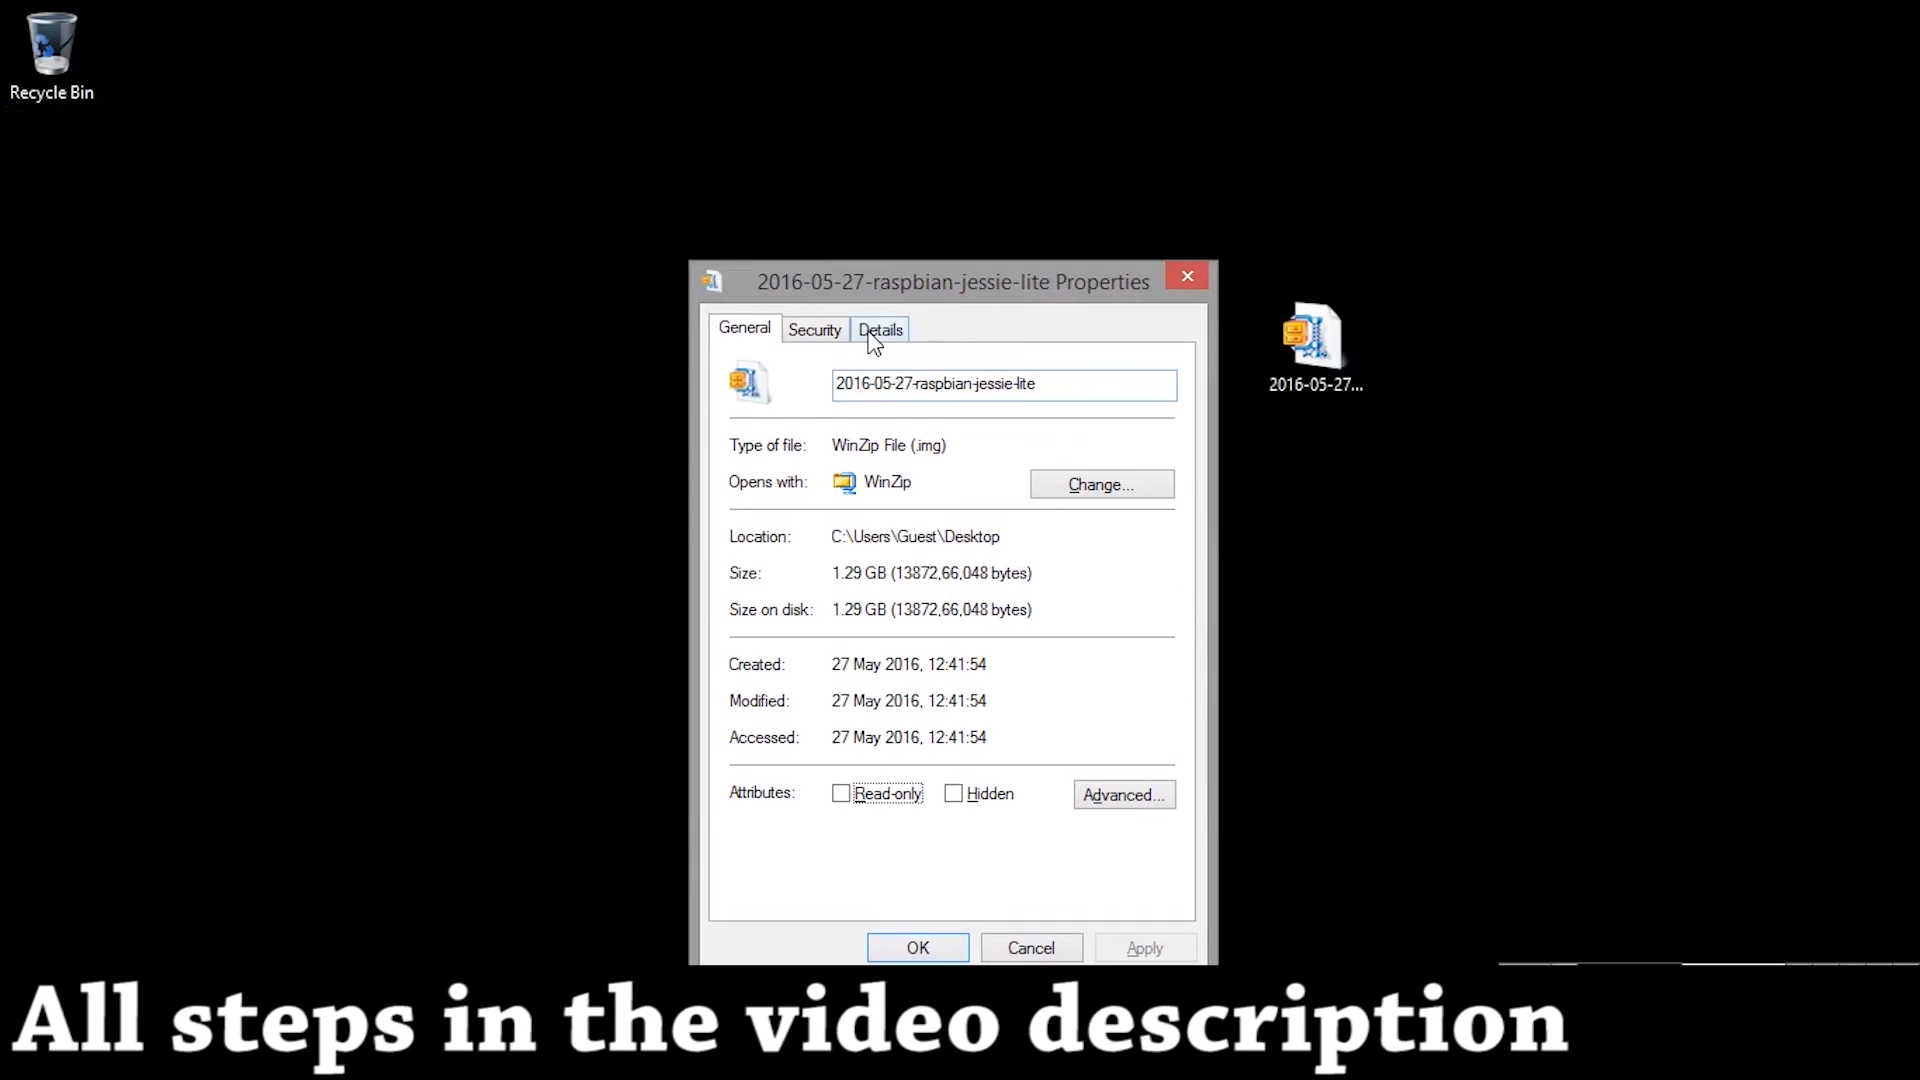 Recycle Bin
2016-05-27-raspbian-jessie-lite Properties
General Security Details
2016-05-27-raspbian-jessie-lite
Type of file: WinZip File (.img)
Opens with: WinZip Change...
Location: C:\Users\Guest\Desktop
Size: 1.29 GB (13872,66,048 bytes)
Size on disk: 1.29 GB (13872,66,048 bytes)
Created: 27 May 2016, 12:41:54
Modified: 27 May 2016, 12:41:54
Accessed: 27 May 2016, 12:41:54
Attributes: Read-only Hidden Advanced...
OK Cancel Apply
2016-05-27...
All steps in the video description